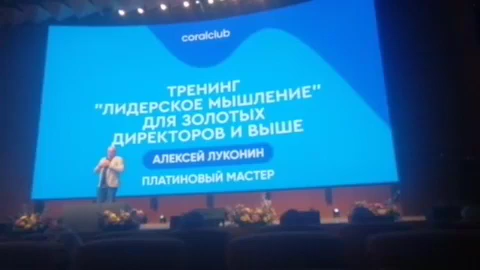 coralclub
ТРЕНИНГ
"ЛИДЕРСКОЕ МЫШЛЕНИЕ"
ДЛЯ ЗОЛОТЫХ
ДИРЕКТОРОВ И ВЫШЕ
АЛЕКСЕЙ ЛУКОНИН
ПЛАТИНОВЫЙ МАСТЕР